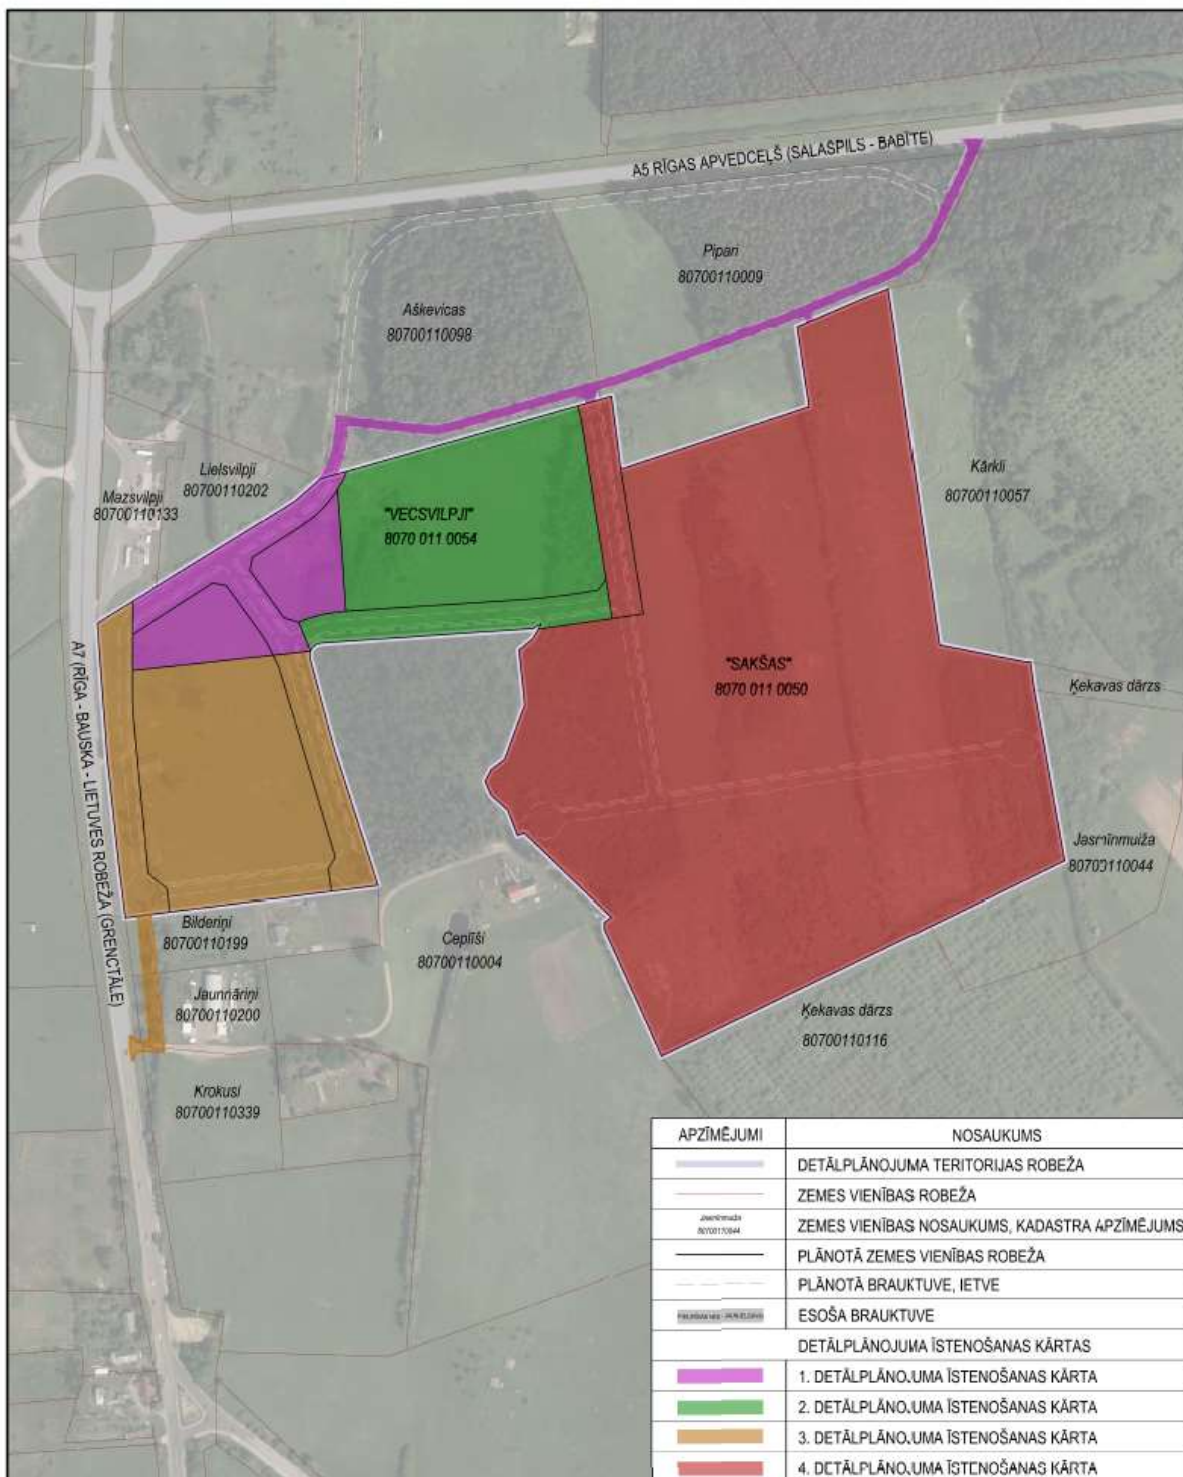 A5 RĪGAS APVEDCEĻŠ (SALASPILS - BABĪTE)
Pipari
80700110009
Aškevicas
80700110098
Lielsvilpji
80700110202
Mazsvilpji
80700110133
Kārkli
80700110057
"VECSVILPJI"
8070 011 0054
"SAKŠAS"
8070 011 0050
Ķekavas dārzs
A7 (RĪGA - BAUSKA - LIETUVES ROBEŽA (GRENCTĀLE)
Jasmīnmuiža
80700110044
Bilderiņi
80700110199
Ceplīši
80700110004
Jaunnāriņi
80700110200
Ķekavas dārzs
80700110116
Krokusi
80700110339
APZĪMĒJUMI NOSAUKUMS
DETĀLPLĀNOJUMA TERITORIJAS ROBEŽA
ZEMES VIENĪBAS ROBEŽA
Jasmīnmuiža
80700110044
ZEMES VIENĪBAS NOSAUKUMS, KADASTRA APZĪMĒJUMS
PLĀNOTĀ ZEMES VIENĪBAS ROBEŽA
PLĀNOTĀ BRAUKTUVE, IETVE
ESOŠA BRAUKTUVE
DETĀLPLĀNOJUMA ĪSTENOŠANAS KĀRTAS
1. DETĀLPLĀNOJUMA ĪSTENOŠANAS KĀRTA
2. DETĀLPLĀNOJUMA ĪSTENOŠANAS KĀRTA
3. DETĀLPLĀNOJUMA ĪSTENOŠANAS KĀRTA
4. DETĀLPLĀNOJUMA ĪSTENOŠANAS KĀRTA